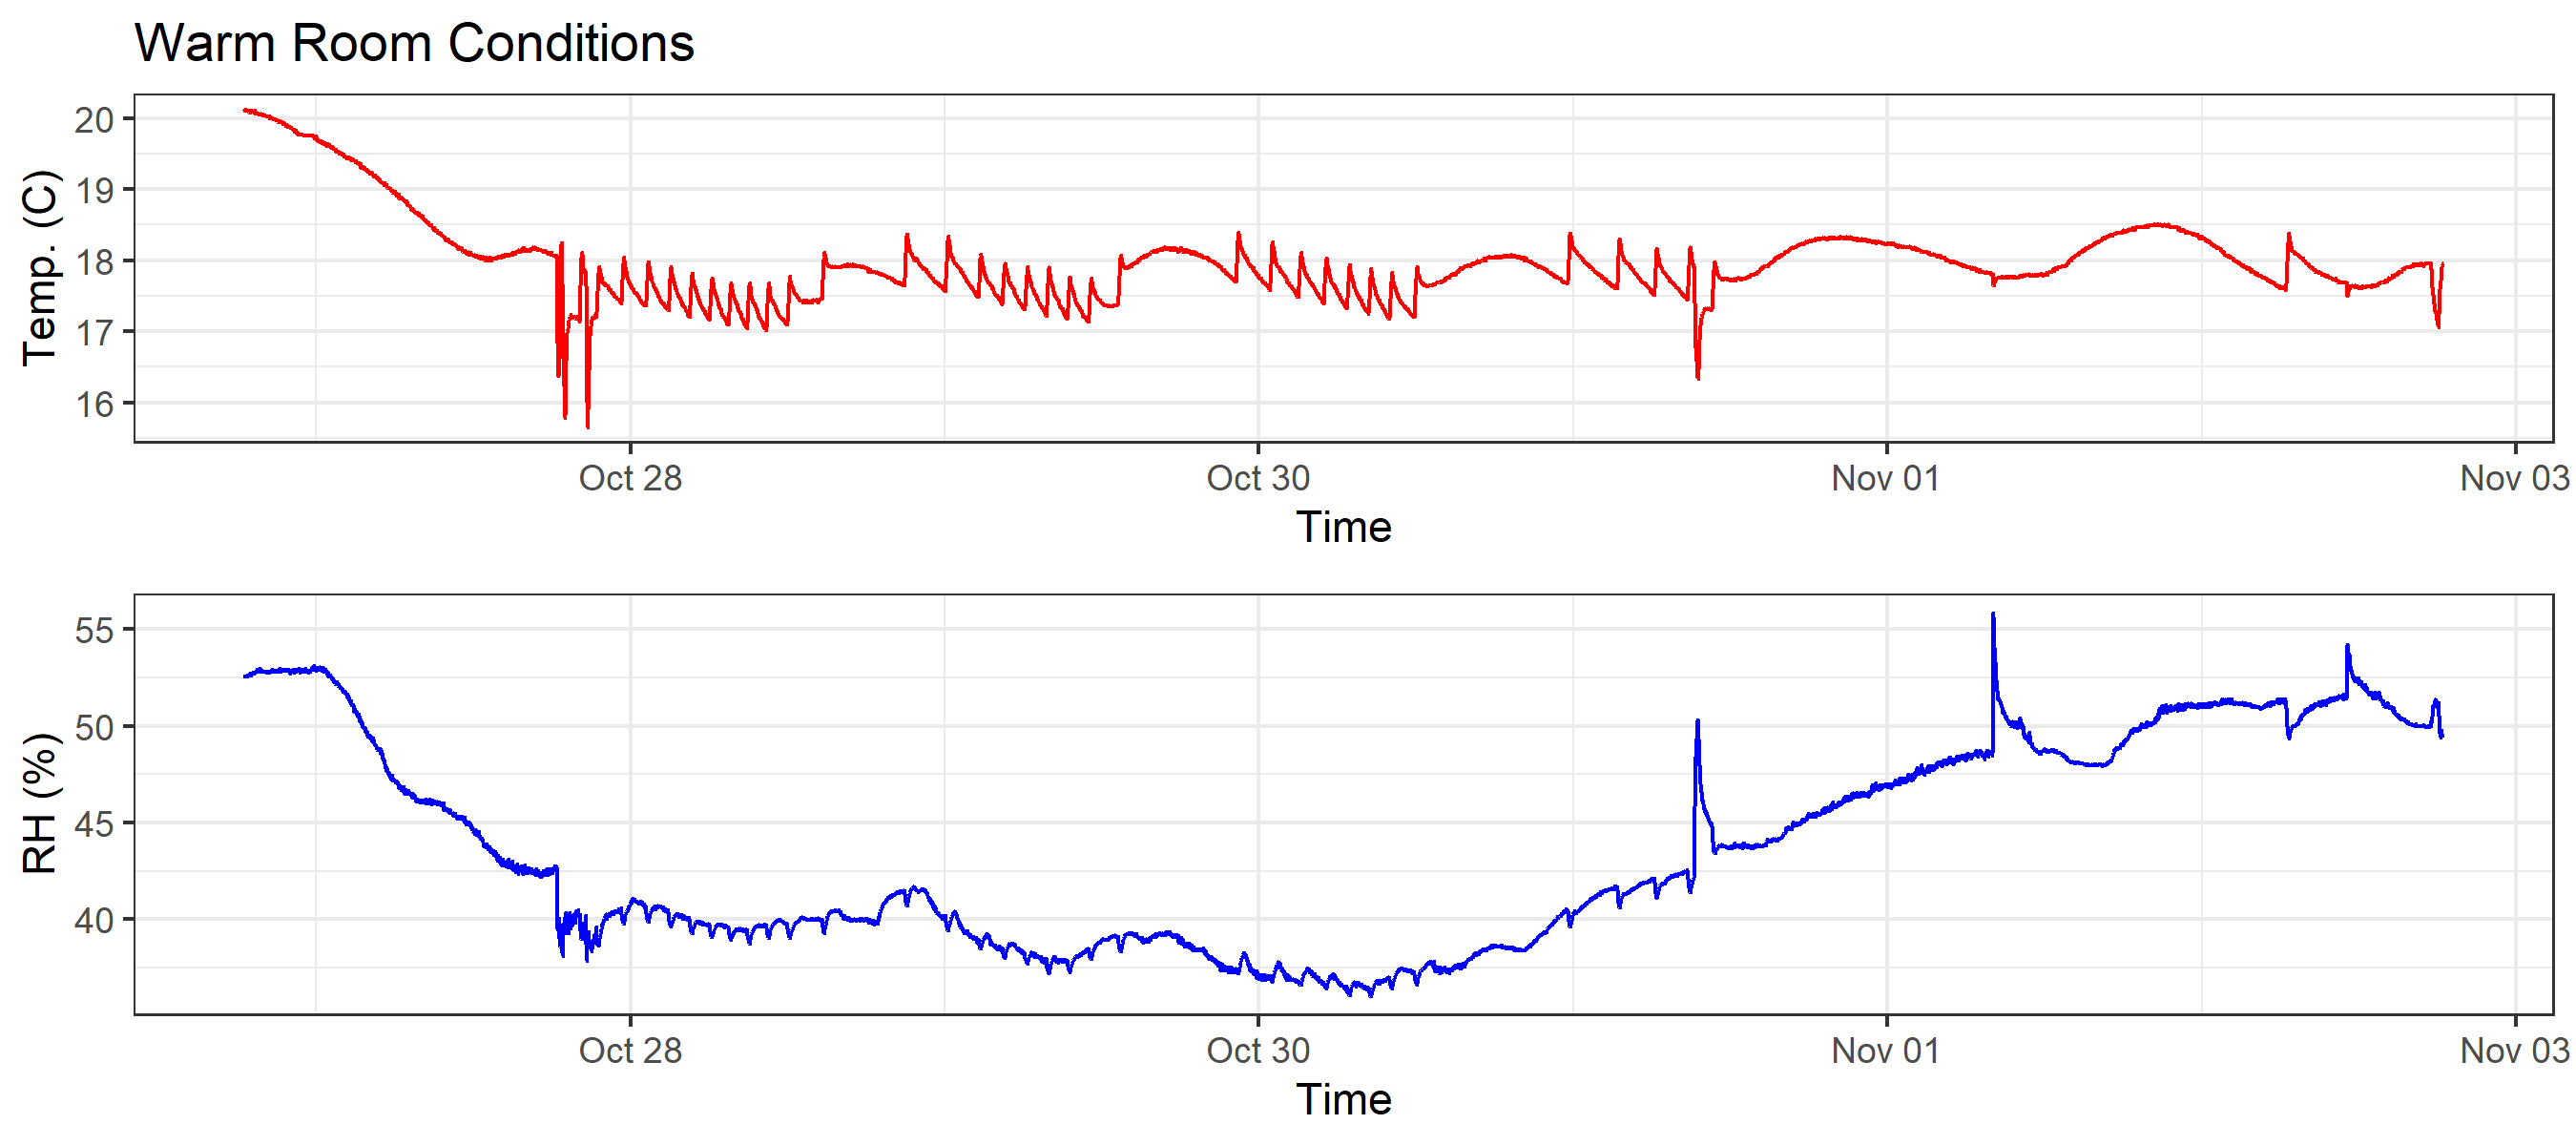 Warm Room Conditions
Temp. (C)
20
19
18
17
16
Oct 28 Oct 30 Nov 01 Nov 03
Time
RH (%)
55
50
45
40
Oct 28 Oct 30 Nov 01 Nov 03
Time